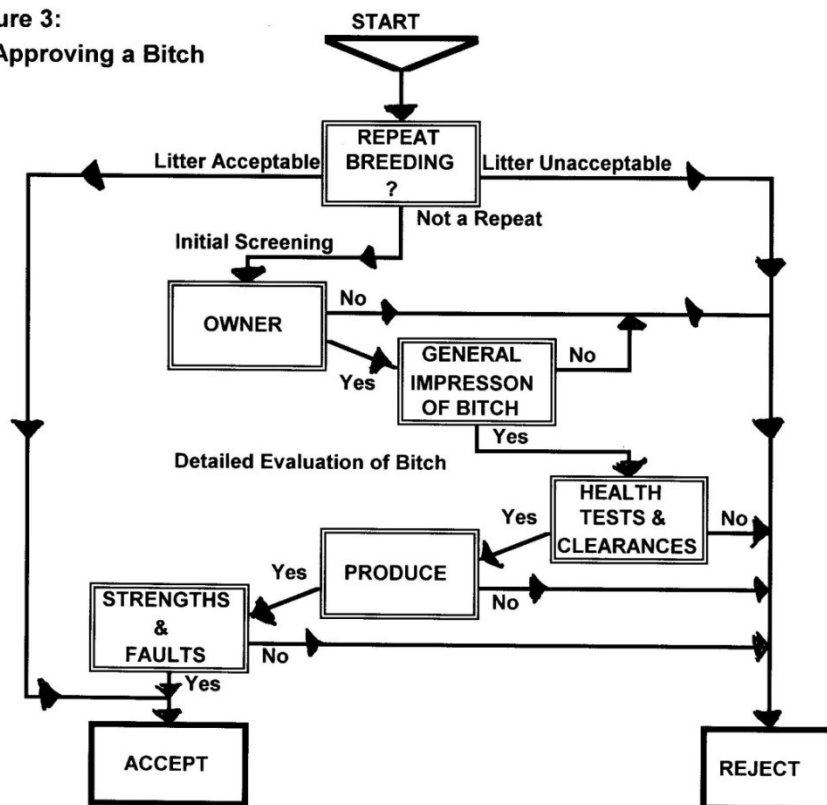 ure 3:
Approving a Bitch
START
REPEAT
BREEDING
?
Litter Acceptable
Litter Unacceptable
Not a Repeat
Initial Screening
OWNER
No
Yes
GENERAL
IMPRESSON
OF BITCH
No
Yes
Detailed Evaluation of Bitch
HEALTH
TESTS &
CLEARANCES
No
Yes
PRODUCE
No
Yes
STRENGTHS
&
FAULTS
No
Yes
ACCEPT
REJECT